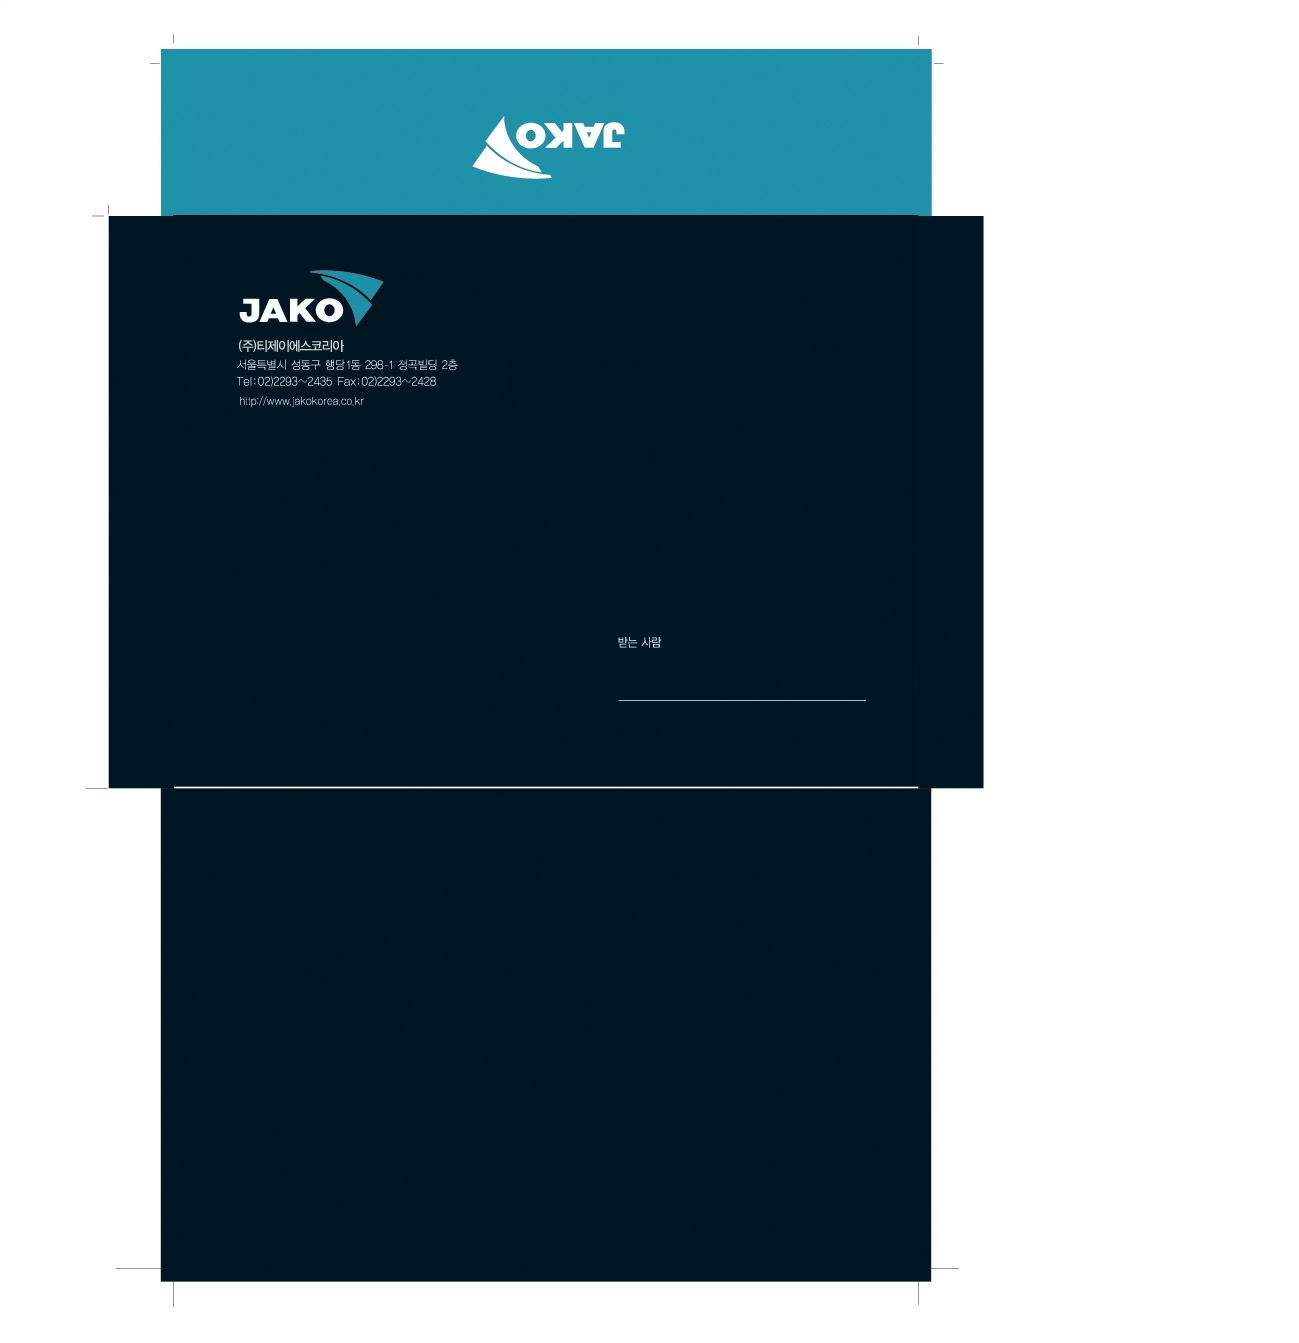 JAKO
JAKO
(주)티제이에스코리아
서울특별시 성동구 행당1동 298-1 청곡빌딩 2층
Tel:02)2293~2435 Fax:02)2293~2428
http://www.jakokorea.co.kr
받는 사람